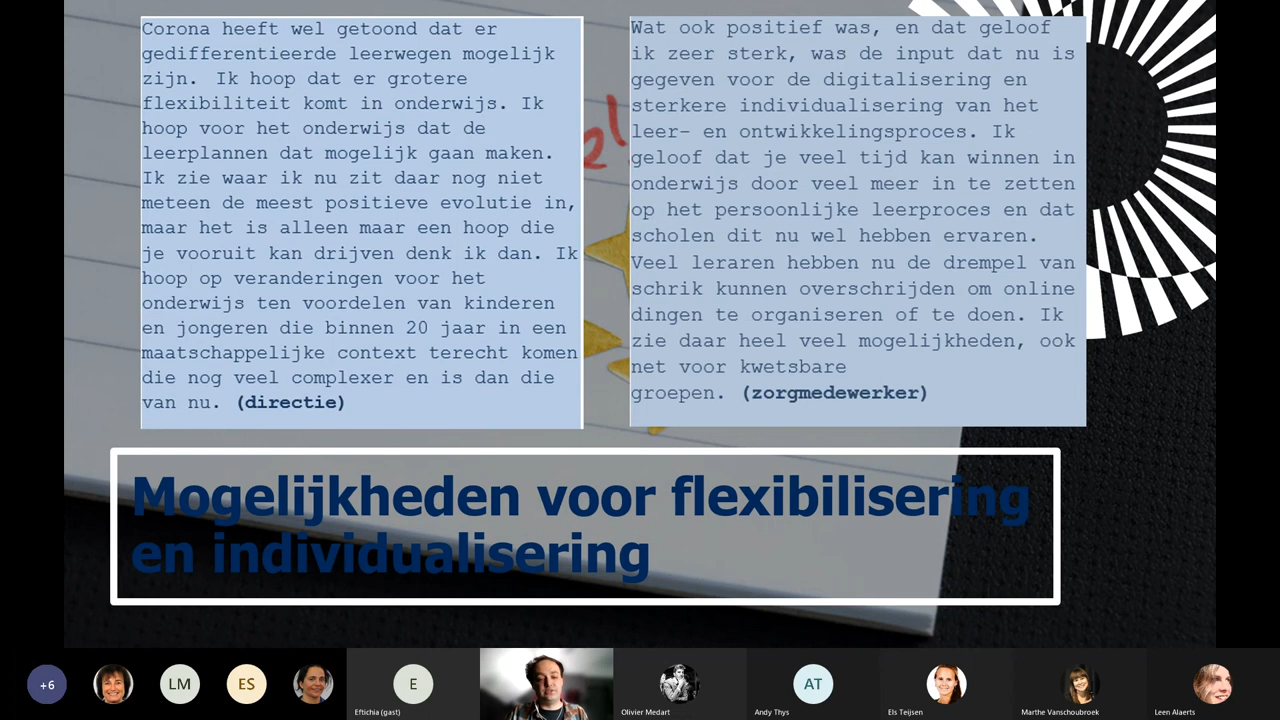 Corona heeft wel getoond dat er
gedifferentieerde leerwegen mogelijk
zijn. Ik hoop dat er grotere
flexibiliteit komt in onderwijs. Ik
hoop voor het onderwijs dat de
leerplannen dat mogelijk gaan maken.
Ik zie waar ik nu zit daar nog niet
meteen de meest positieve evolutie in,
maar het is alleen maar een hoop die
je vooruit kan drijven denk ik dan. Ik
hoop op veranderingen voor het
onderwijs ten voordelen van kinderen
en jongeren die binnen 20 jaar in een
maatschappelijke context terecht komen
die nog veel complexer en is dan die
van nu. (directie)
Wat ook positief was, en dat geloof
ik zeer sterk, was de input dat nu is
gegeven voor de digitalisering en
sterkere individualisering van het
leer- en ontwikkelingsproces. Ik
geloof dat je veel tijd kan winnen in
onderwijs door veel meer in te zetten
op het persoonlijke leerproces en dat
scholen dit nu wel hebben ervaren.
Veel leraren hebben nu de drempel van
schrik kunnen overschrijden om online
dingen te organiseren of te doen. Ik
zie daar heel veel mogelijkheden, ook
net voor kwetsbare
groepen. (zorgmedewerker)
Mogelijkheden voor flexibilisering
en individualisering
+6
LM
ES
E
Eftichia (gast)
Olivier Medart
AT
Andy Thys
Els Teijsen
Marthe Vanschoubroek
Leen Alaerts